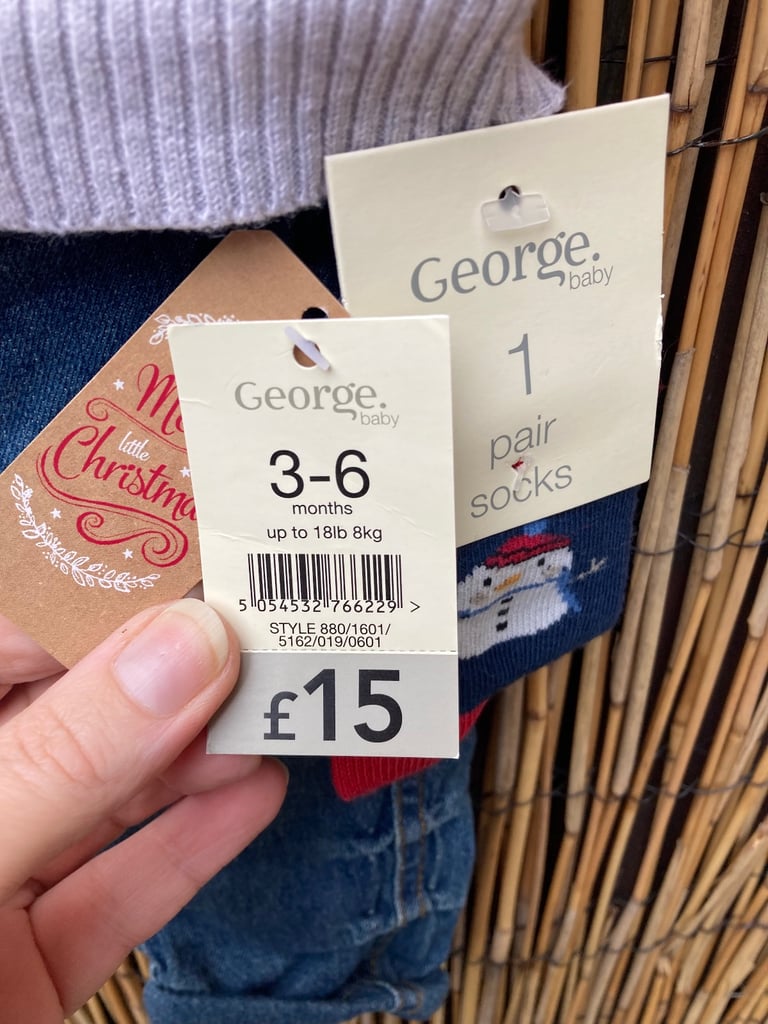 George.
baby
1
pair
socks
little
George.
baby
3-6
months
up to 18lb 8kg
5 054532 766229 >
STYLE 880/1601/
5162/019/0601
£15